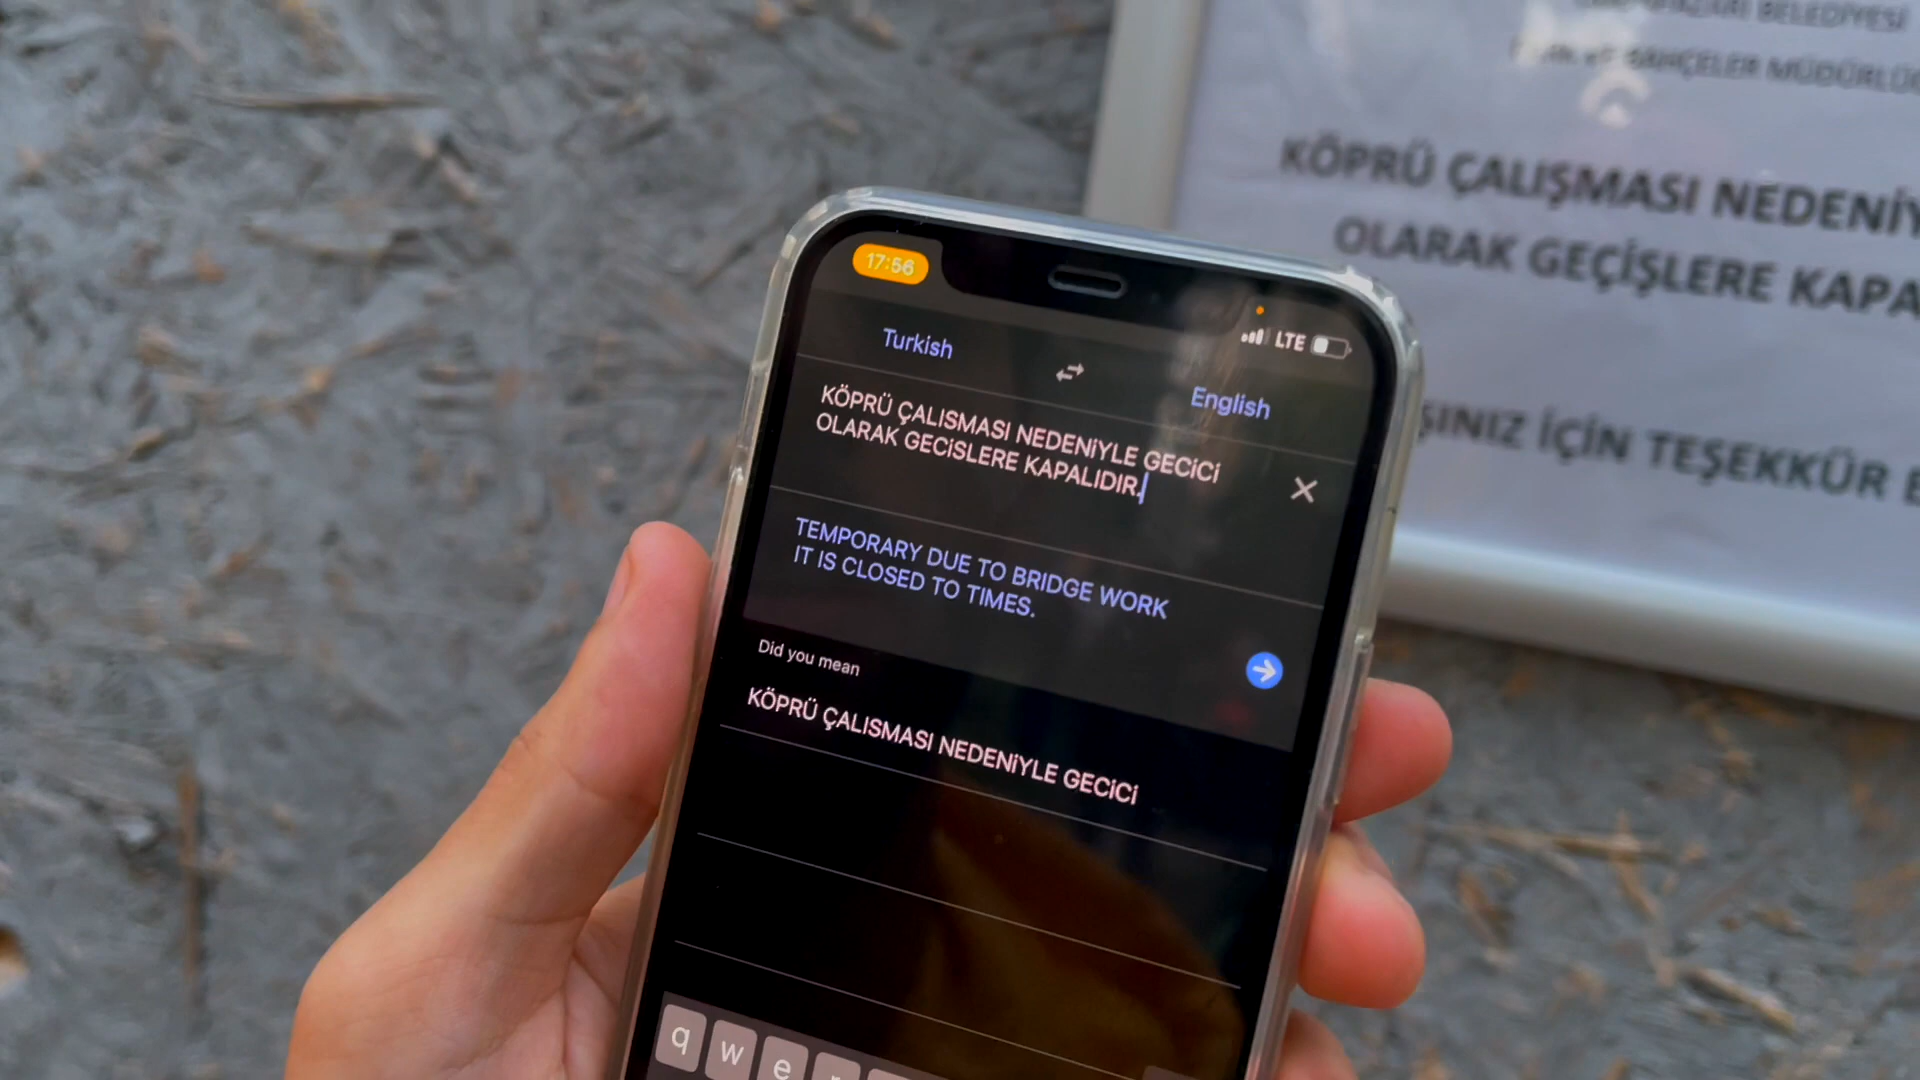 BELEDİYESİ
BAHÇELER MÜDÜRLÜĞ
KÖPRÜ ÇALIŞMASI NEDENİY
OLARAK GEÇİŞLERE KAPA
ŞINIZ İÇİN TEŞEKKÜR E
17:56
LTE
Turkish
English
KÖPRÜ ÇALISMASI NEDENİYLE GECİCİ
OLARAK GECİSLERE KAPALIDIR.
TEMPORARY DUE TO BRIDGE WORK
IT IS CLOSED TO TIMES.
Did you mean
KÖPRÜ ÇALISMASI NEDENİYLE GECİCİ
q w e